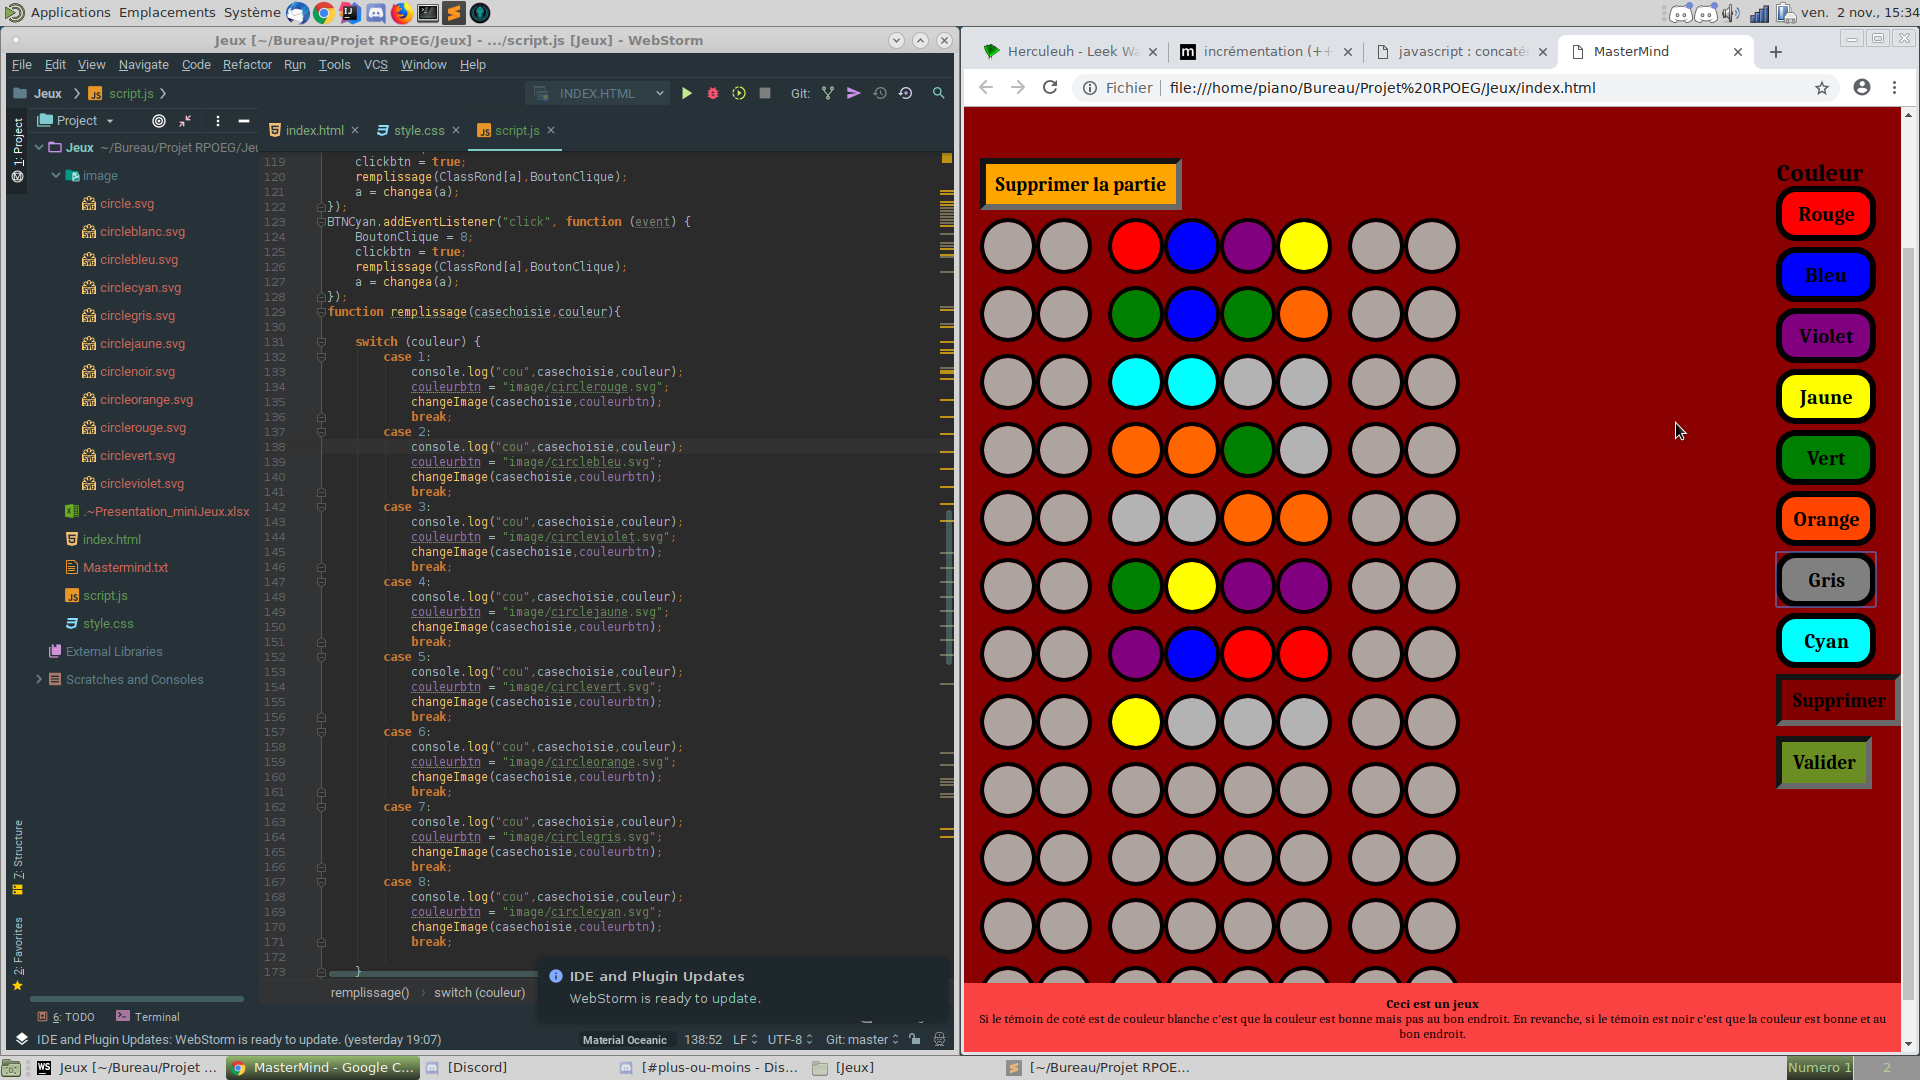 Applications Emplacements Système
ven. 2 nov., 15:34
Jeux [~/Bureau/Projet RPOEG/Jeux] - .../script.js [Jeux] - WebStorm
File Edit View Navigate Code Refactor Run Tools VCS Window Help
Jeux script.js INDEX.HTML Git:
Project
index.html style.css script.js
1: Project
7: Structure
2: Favorites
Jeux ~/Bureau/Projet RPOEG/Jeu
image
circle.svg
circleblanc.svg
circlebleu.svg
circlecyan.svg
circlegris.svg
circlejaune.svg
circlenoir.svg
circleorange.svg
circlerouge.svg
circlevert.svg
circleviolet.svg
.~Presentation_miniJeux.xlsx
index.html
Mastermind.txt
script.js
style.css
External Libraries
Scratches and Consoles
119 clickbtn = true;
120 remplissage(ClassRond[a],BoutonClique);
121 a = changea(a);
122 });
123 BTNCyan.addEventListener("click", function (event) {
124 BoutonClique = 8;
125 clickbtn = true;
126 remplissage(ClassRond[a],BoutonClique);
127 a = changea(a);
128 });
129 function remplissage(casechoisie,couleur){
130
131 switch (couleur) {
132 case 1:
133 console.log("cou",casechoisie,couleur);
134 couleurbtn = "image/circlerouge.svg";
135 changeImage(casechoisie,couleurbtn);
136 break;
137 case 2:
138 console.log("cou",casechoisie,couleur);
139 couleurbtn = "image/circlebleu.svg";
140 changeImage(casechoisie,couleurbtn);
141 break;
142 case 3:
143 console.log("cou",casechoisie,couleur);
144 couleurbtn = "image/circleviolet.svg";
145 changeImage(casechoisie,couleurbtn);
146 break;
147 case 4:
148 console.log("cou",casechoisie,couleur);
149 couleurbtn = "image/circlejaune.svg";
150 changeImage(casechoisie,couleurbtn);
151 break;
152 case 5:
153 console.log("cou",casechoisie,couleur);
154 couleurbtn = "image/circlevert.svg";
155 changeImage(casechoisie,couleurbtn);
156 break;
157 case 6:
158 console.log("cou",casechoisie,couleur);
159 couleurbtn = "image/circleorange.svg";
160 changeImage(casechoisie,couleurbtn);
161 break;
162 case 7:
163 console.log("cou",casechoisie,couleur);
164 couleurbtn = "image/circlegris.svg";
165 changeImage(casechoisie,couleurbtn);
166 break;
167 case 8:
168 console.log("cou",casechoisie,couleur);
169 couleurbtn = "image/circlecyan.svg";
170 changeImage(casechoisie,couleurbtn);
171 break;
172
173 }
remplissage() switch (couleur)
IDE and Plugin Updates
WebStorm is ready to update.
6: TODO Terminal
IDE and Plugin Updates: WebStorm is ready to update. (yesterday 19:07) Material Oceanic 138:52 LF UTF-8 Git: master
Herculeuh - Leek Wa incrémentation (++ javascript : concaté MasterMind
Fichier file:///home/piano/Bureau/Projet%20RPOEG/Jeux/index.html
Supprimer la partie
Couleur
Rouge
Bleu
Violet
Jaune
Vert
Orange
Gris
Cyan
Supprimer
Valider
Ceci est un jeux
Si le témoin de coté est de couleur blanche c'est que la couleur est bonne mais pas au bon endroit. En revanche, si le témoin est noir c'est que la couleur est bonne et au
bon endroit.
WS Jeux [~/Bureau/Projet ... MasterMind - Google C... [Discord] [#plus-ou-moins - Dis... [Jeux] [~/Bureau/Projet RPOE... Numero 1 2